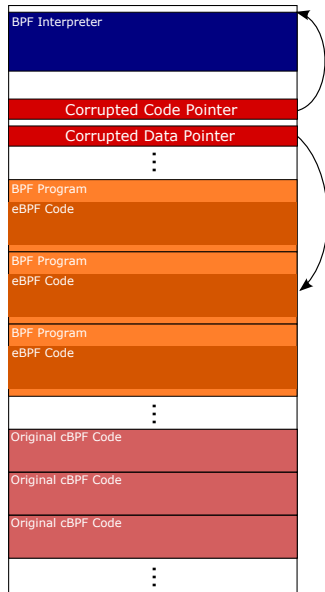 BPF Interpreter
Corrupted Code Pointer
Corrupted Data Pointer
BPF Program
eBPF Code
BPF Program
eBPF Code
BPF Program
eBPF Code
Original cBPF Code
Original cBPF Code
Original cBPF Code